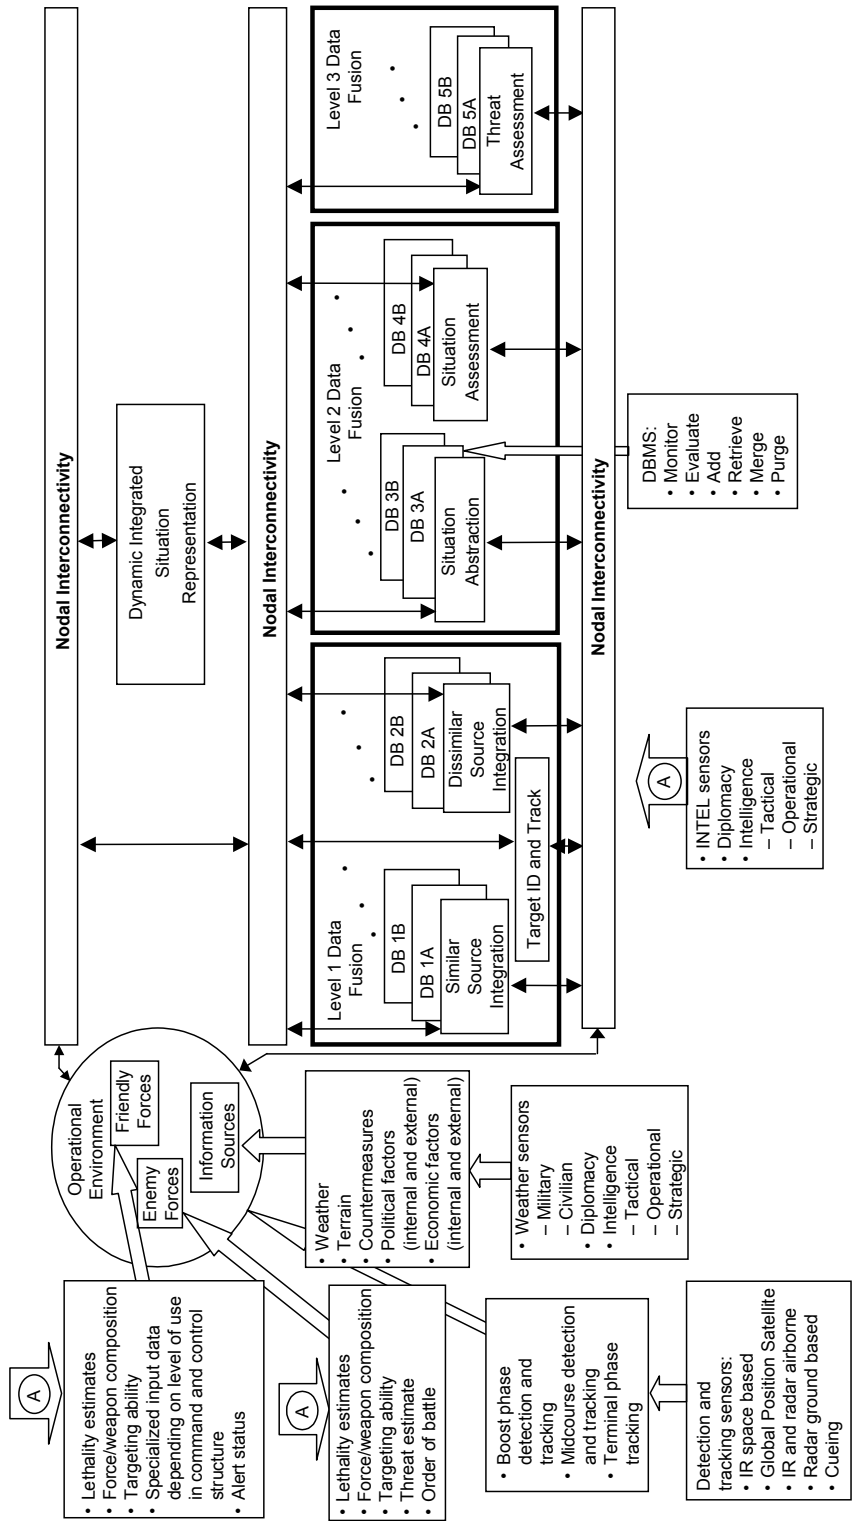 A
• Lethality estimates
• Force/weapon composition
• Targeting ability
• Specialized input data
depending on level of use
in command and control
structure
• Alert status
A
• Lethality estimates
• Force/weapon composition
• Targeting ability
• Threat estimate
• Order of battle
• Boost phase
detection and
tracking
• Midcourse detection
and tracking
• Terminal phase
tracking
Detection and
tracking sensors:
• IR space based
• Global Position Satellite
• IR and radar airborne
• Radar ground based
• Cueing
Operational
Environment
Friendly
Forces
Enemy
Forces
Information
Sources
• Weather
• Terrain
• Countermeasures
• Political factors
(internal and external)
• Economic factors
(internal and external)
• Weather sensors
– Military
– Civilian
• Diplomacy
• Intelligence
– Tactical
– Operational
– Strategic
Nodal Interconnectivity
Dynamic Integrated
Situation
Representation
Nodal Interconnectivity
Level 1 Data
Fusion
DB 1B
DB 1A
Similar
Source
Integration
DB 2B
DB 2A
Dissimilar
Source
Integration
Target ID and Track
Level 2 Data
Fusion
DB 3B
DB 3A
Situation
Abstraction
DB 4B
DB 4A
Situation
Assessment
Level 3 Data
Fusion
DB 5B
DB 5A
Threat
Assessment
Nodal Interconnectivity
A
• INTEL sensors
• Diplomacy
• Intelligence
– Tactical
– Operational
– Strategic
DBMS:
• Monitor
• Evaluate
• Add
• Retrieve
• Merge
• Purge